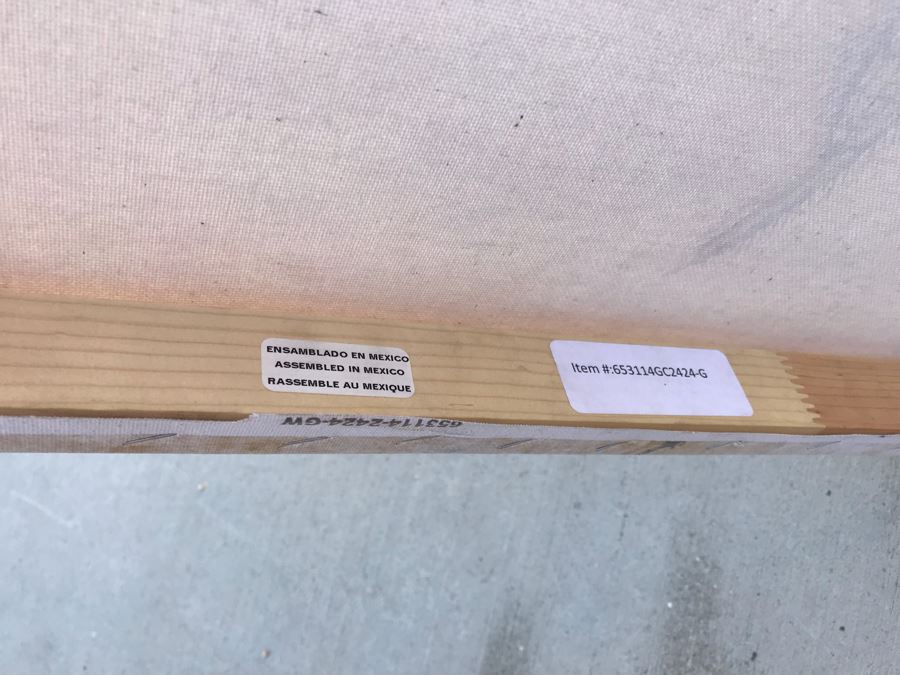 ENSAMBLADO EN MEXICO
ASSEMBLED IN MEXICO
RASSEMBLE AU MEXIQUE
Item #:653114GC2424-G
653114-2424-GW